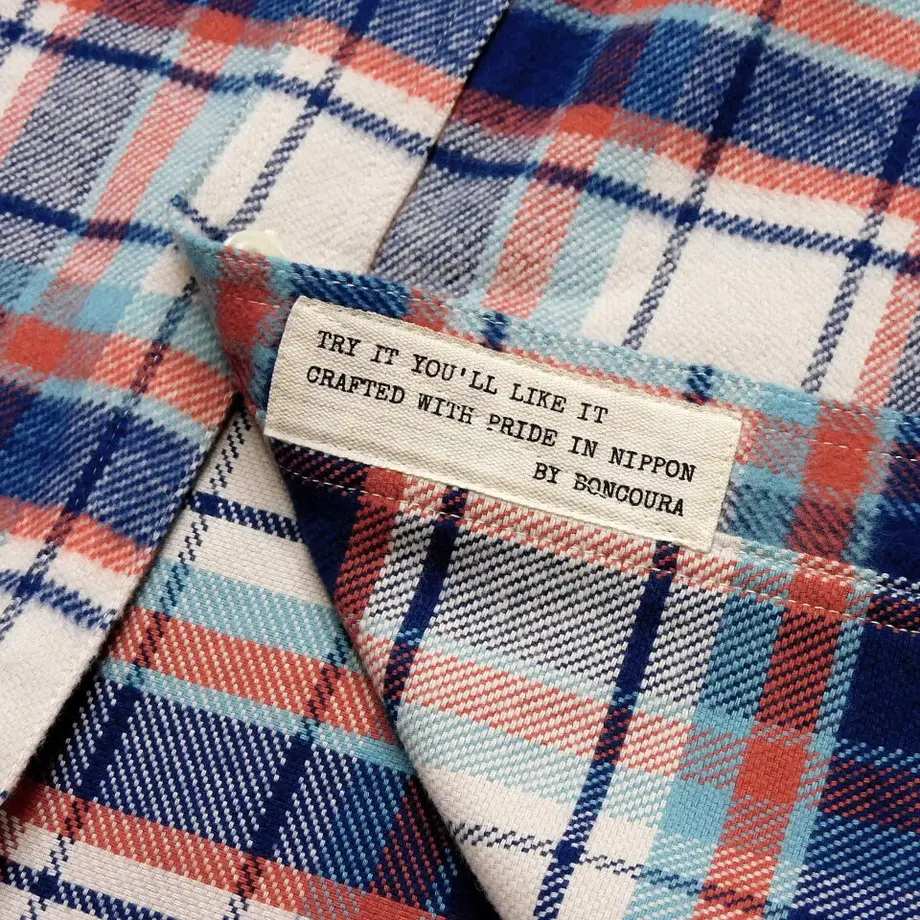 TRY IT YOU'LL LIKE IT
CRAFTED WITH PRIDE IN NIPPON
BY BONCOURA